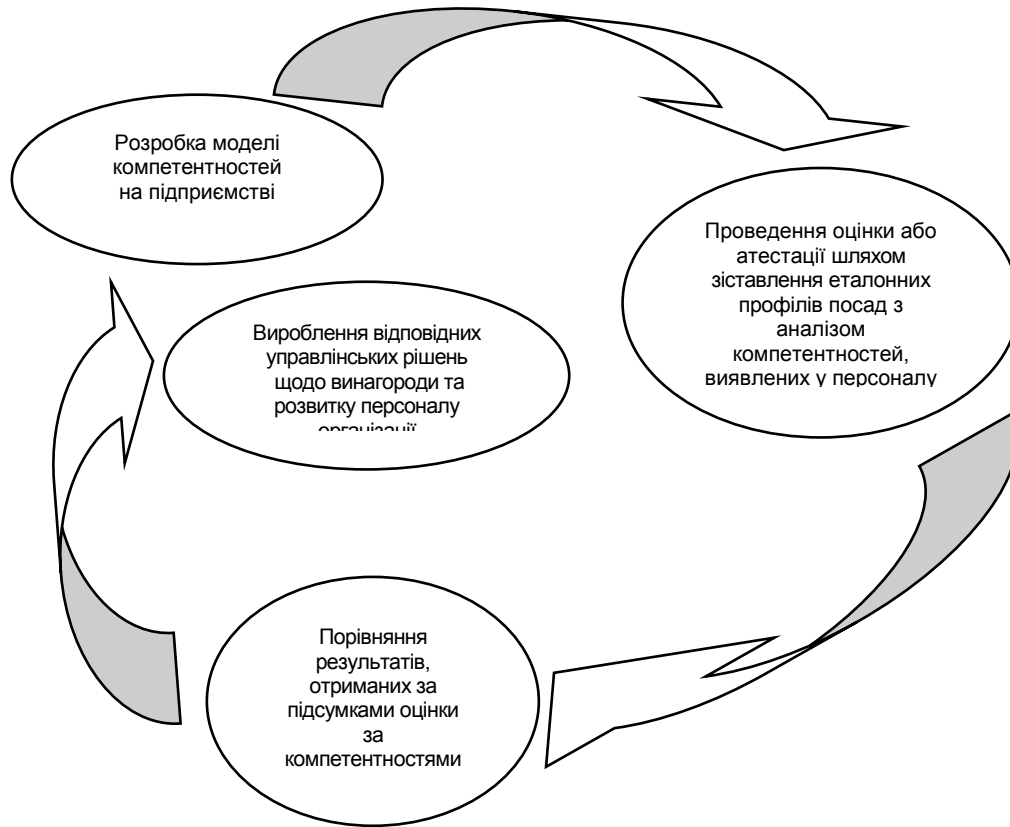 Розробка моделі
компетентностей
на підприємстві
Проведення оцінки або
атестації шляхом
зіставлення еталонних
профілів посад з
аналізом
компетентностей,
виявлених у персоналу
Вироблення відповідних
управлінських рішень
щодо винагороди та
розвитку персоналу
організації
Порівняння
результатів,
отриманих за
підсумками оцінки
за
компетентностями